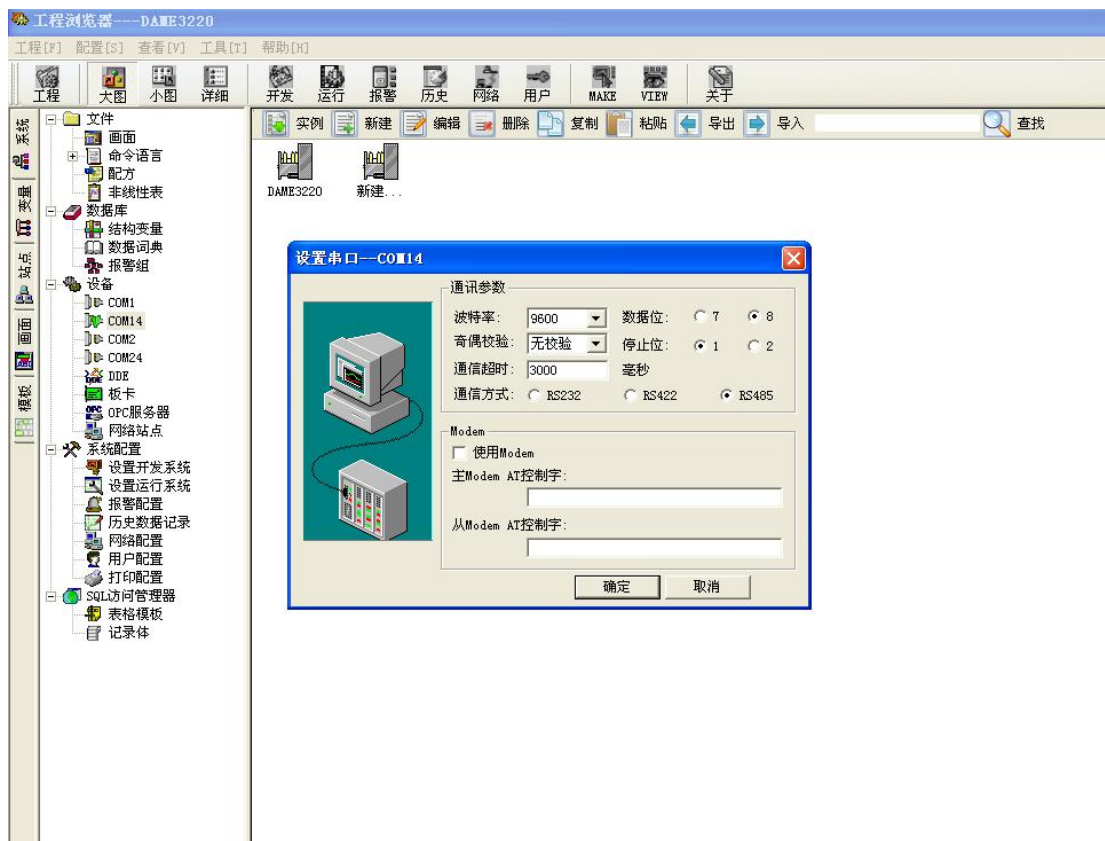 工程浏览器---DAME3220
工程[F] 配置[S] 查看[V] 工具[T] 帮助[H]
工程 大图 小图 详细 开发 运行 报警 历史 网络 用户 MAKE VIEW 关于
实例 新建 编辑 删除 复制 粘贴 导出 导入 查找
系统
变量
站点
画面
模板
文件
画面
命令语言
配方
非线性表
数据库
结构变量
数据词典
报警组
设备
COM1
COM14
COM2
COM24
DDE
板卡
OPC服务器
网络站点
系统配置
设置开发系统
设置运行系统
报警配置
历史数据记录
网络配置
用户配置
打印配置
SQL访问管理器
表格模板
记录体
DAME3220 新建...
设置串口--COM14
通讯参数
波特率: 9600 数据位: 7 8
奇偶校验: 无校验 停止位: 1 2
通信超时: 3000 毫秒
通信方式: RS232 RS422 RS485
Modem
使用Modem
主Modem AT控制字:
从Modem AT控制字:
确定 取消